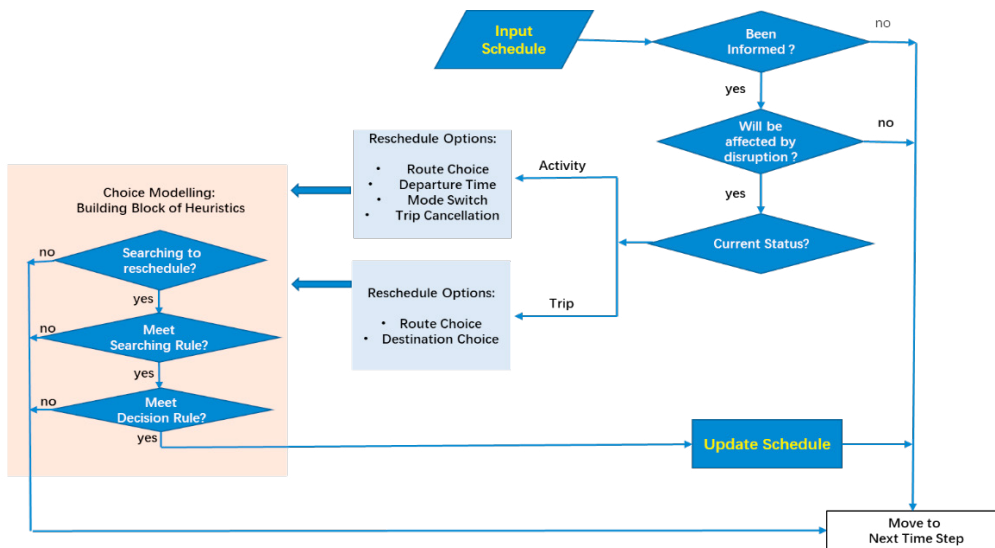 Input
Schedule
Been
Informed ?
no
yes
Will be
affected by
disruption ?
no
yes
Current Status?
Activity
Trip
Reschedule Options:
• Route Choice
• Departure Time
• Mode Switch
• Trip Cancellation
Reschedule Options:
• Route Choice
• Destination Choice
Choice Modelling:
Building Block of Heuristics
Searching to
reschedule?
no
yes
Meet
Searching Rule?
no
yes
Meet
Decision Rule?
no
yes
Update Schedule
Move to
Next Time Step